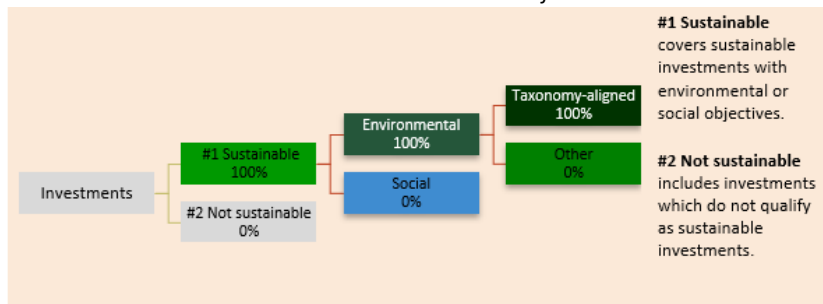 Investments
#1 Sustainable
100%
#2 Not sustainable
0%
Environmental
100%
Social
0%
Taxonomy-aligned
100%
Other
0%
#1 Sustainable
covers sustainable
investments with
environmental or
social objectives.
#2 Not sustainable
includes investments
which do not qualify
as sustainable
investments.